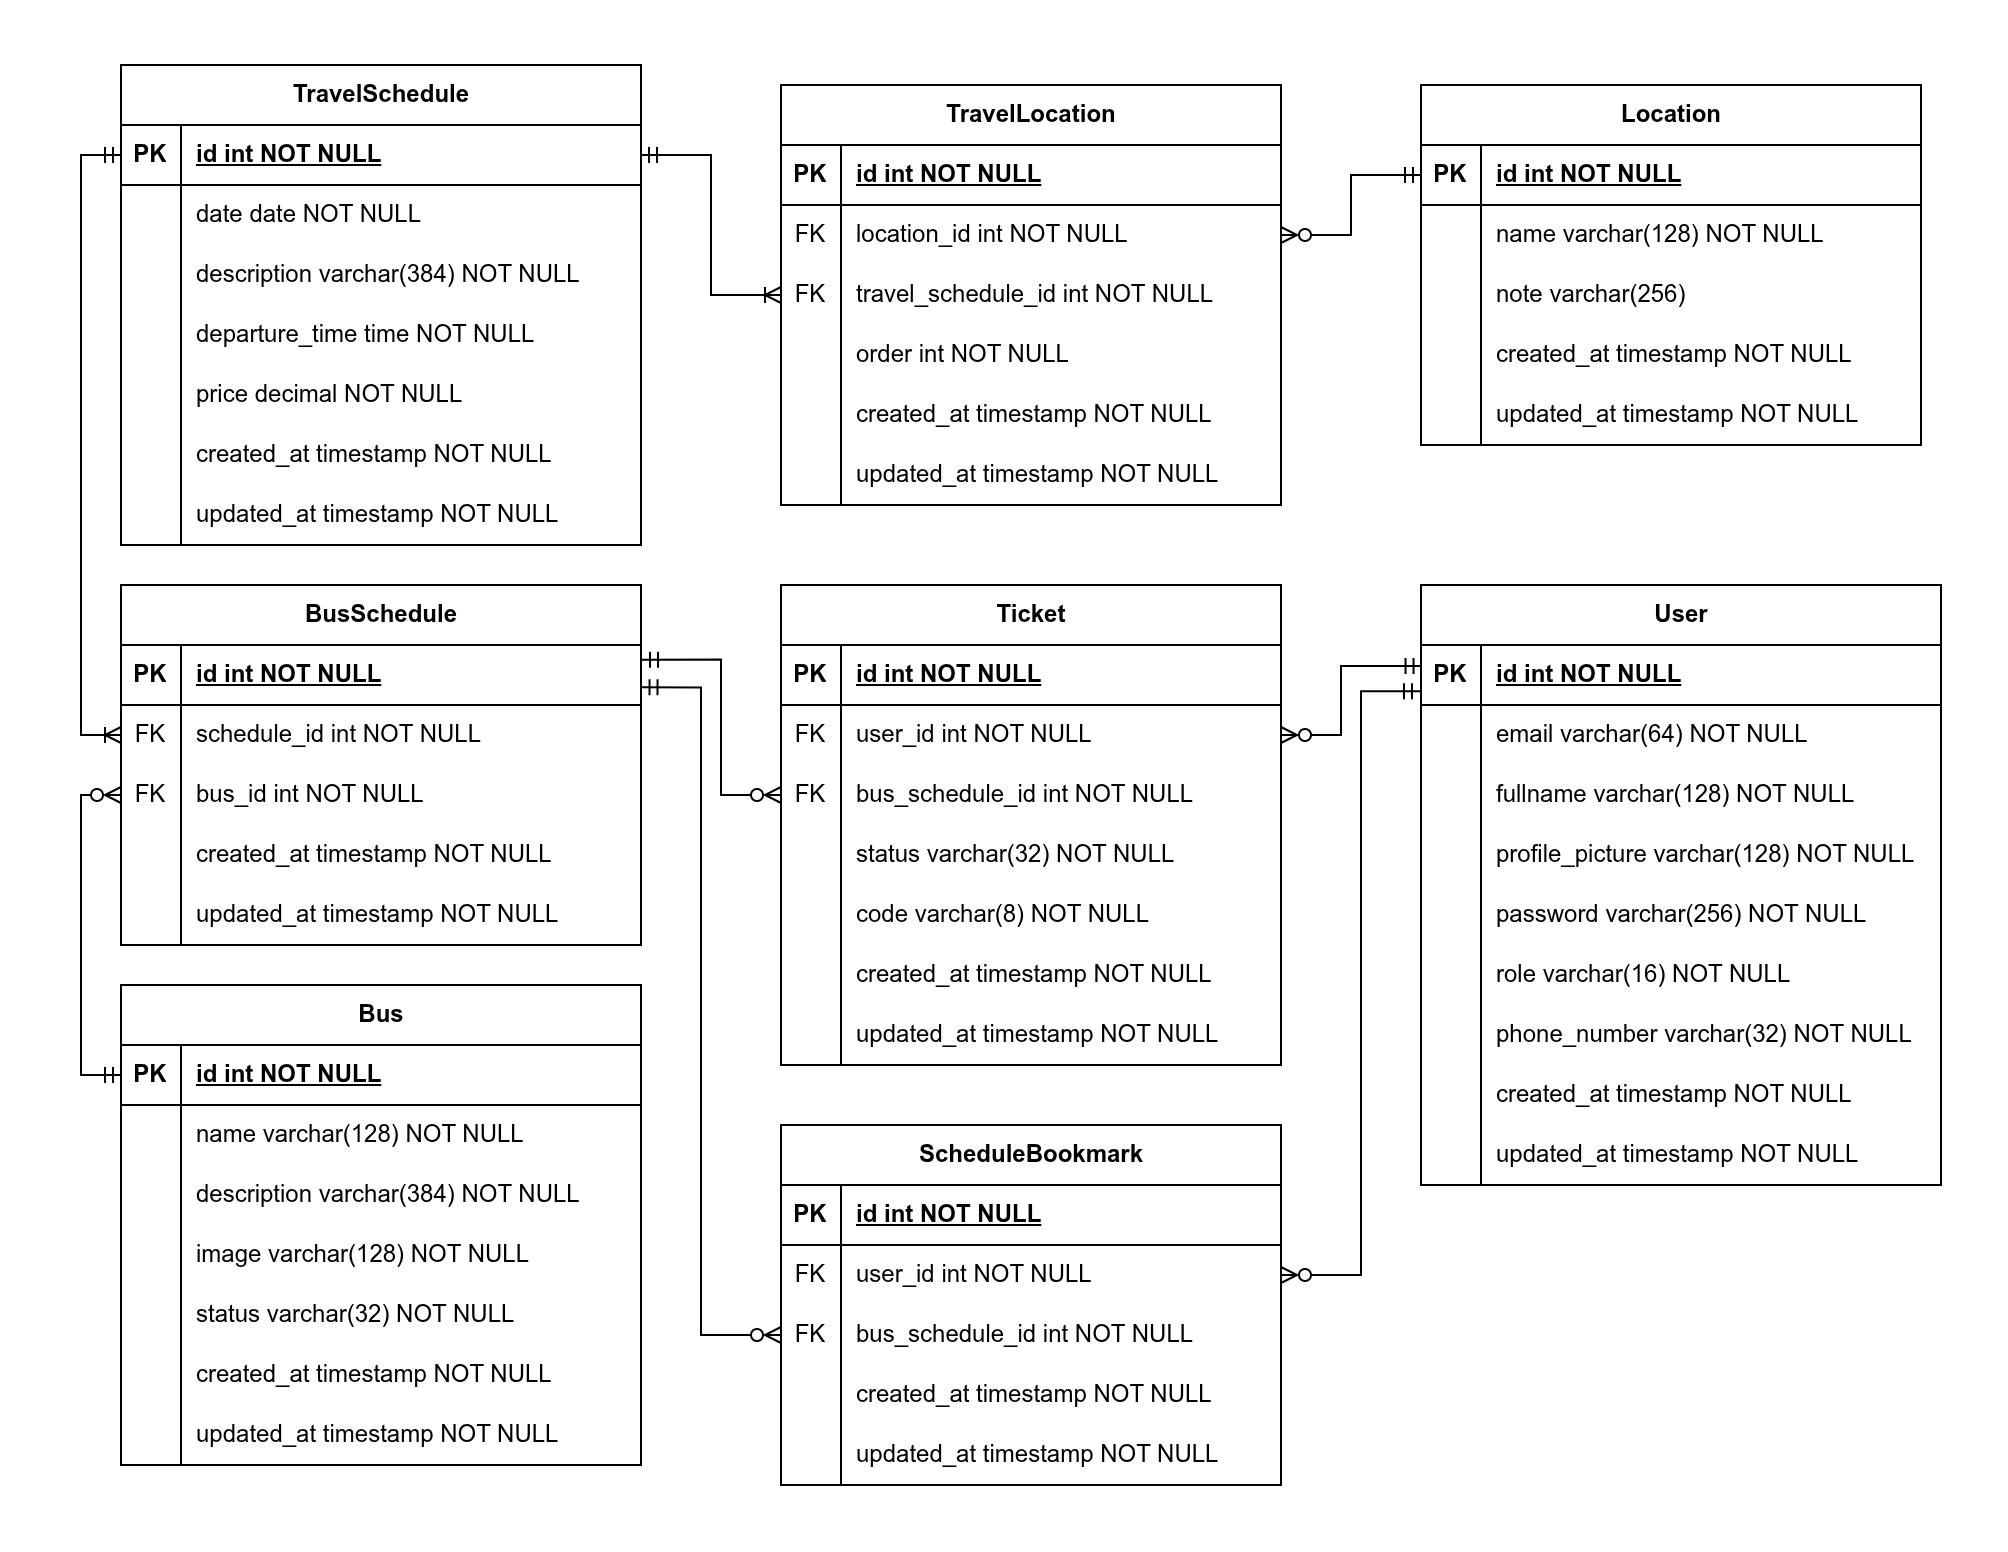 TravelSchedule
PK id int NOT NULL
date date NOT NULL
description varchar(384) NOT NULL
departure_time time NOT NULL
price decimal NOT NULL
created_at timestamp NOT NULL
updated_at timestamp NOT NULL
TravelLocation
PK id int NOT NULL
FK location_id int NOT NULL
FK travel_schedule_id int NOT NULL
order int NOT NULL
created_at timestamp NOT NULL
updated_at timestamp NOT NULL
Location
PK id int NOT NULL
name varchar(128) NOT NULL
note varchar(256)
created_at timestamp NOT NULL
updated_at timestamp NOT NULL
BusSchedule
PK id int NOT NULL
FK schedule_id int NOT NULL
FK bus_id int NOT NULL
created_at timestamp NOT NULL
updated_at timestamp NOT NULL
Ticket
PK id int NOT NULL
FK user_id int NOT NULL
FK bus_schedule_id int NOT NULL
status varchar(32) NOT NULL
code varchar(8) NOT NULL
created_at timestamp NOT NULL
updated_at timestamp NOT NULL
User
PK id int NOT NULL
email varchar(64) NOT NULL
fullname varchar(128) NOT NULL
profile_picture varchar(128) NOT NULL
password varchar(256) NOT NULL
role varchar(16) NOT NULL
phone_number varchar(32) NOT NULL
created_at timestamp NOT NULL
updated_at timestamp NOT NULL
Bus
PK id int NOT NULL
name varchar(128) NOT NULL
description varchar(384) NOT NULL
image varchar(128) NOT NULL
status varchar(32) NOT NULL
created_at timestamp NOT NULL
updated_at timestamp NOT NULL
ScheduleBookmark
PK id int NOT NULL
FK user_id int NOT NULL
FK bus_schedule_id int NOT NULL
created_at timestamp NOT NULL
updated_at timestamp NOT NULL